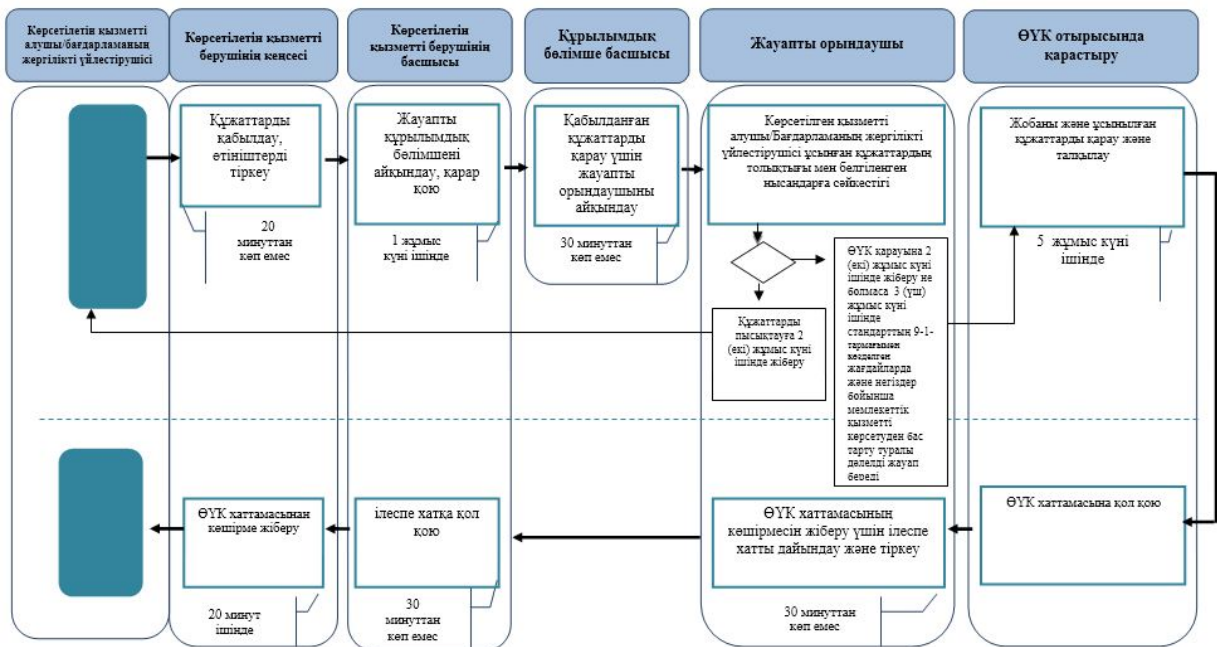 Көрсетілетін қызметті
алушы/бағдарламаның
жергілікті үйлестірушісі
Көрсетілетін қызметті
берушінің кеңсесі
Көрсетілетін
қызметті берушінің
басшысы
Құрылымдық
бөлімше басшысы
Жауапты орындаушы
ӨҮК отырысында
қарастыру
Құжаттарды
қабылдау,
өтініштерді
тіркеу
20
минуттан
көп емес
Жауапты
құрылымдық
бөлімшені
айқындау, қарар
қою
1 жұмыс
күні ішінде
Қабылданған
құжаттарды
қарау үшін
жауапты
орындаушыны
айқындау
30 минуттан
көп емес
Көрсетілген қызметті
алушы/Бағдарламаның жергілікті
үйлестірушісі ұсынған құжаттардың
толықтығы мен белгіленген
нысандарға сәйкестігі
Құжаттарды
пысықтауға 2
(екі) жұмыс күні
ішінде жіберу
ӨҮК қарауына 2
(екі) жұмыс күні
ішінде жіберу не
болмаса 3 (үш)
жұмыс күні
ішінде
стандарттың 9-1-
тармағымен
көзделген
жағдайларда
және негіздер
бойынша
мемлекеттік
қызметті
көрсетуден бас
тарту туралы
дәлелді жауап
береді
Жобаны және ұсынылған
құжаттарды қарау және
талқылау
5 жұмыс күні
ішінде
ӨҮК хаттамасынан
көшірме жіберу
20 минут
ішінде
ілеспе хатқа қол
қою
30
минуттан
көп емес
ӨҮК хаттамасының
көшірмесін жіберу үшін ілеспе
хатты дайындау және тіркеу
30 минуттан
көп емес
ӨҮК хаттамасына қол қою